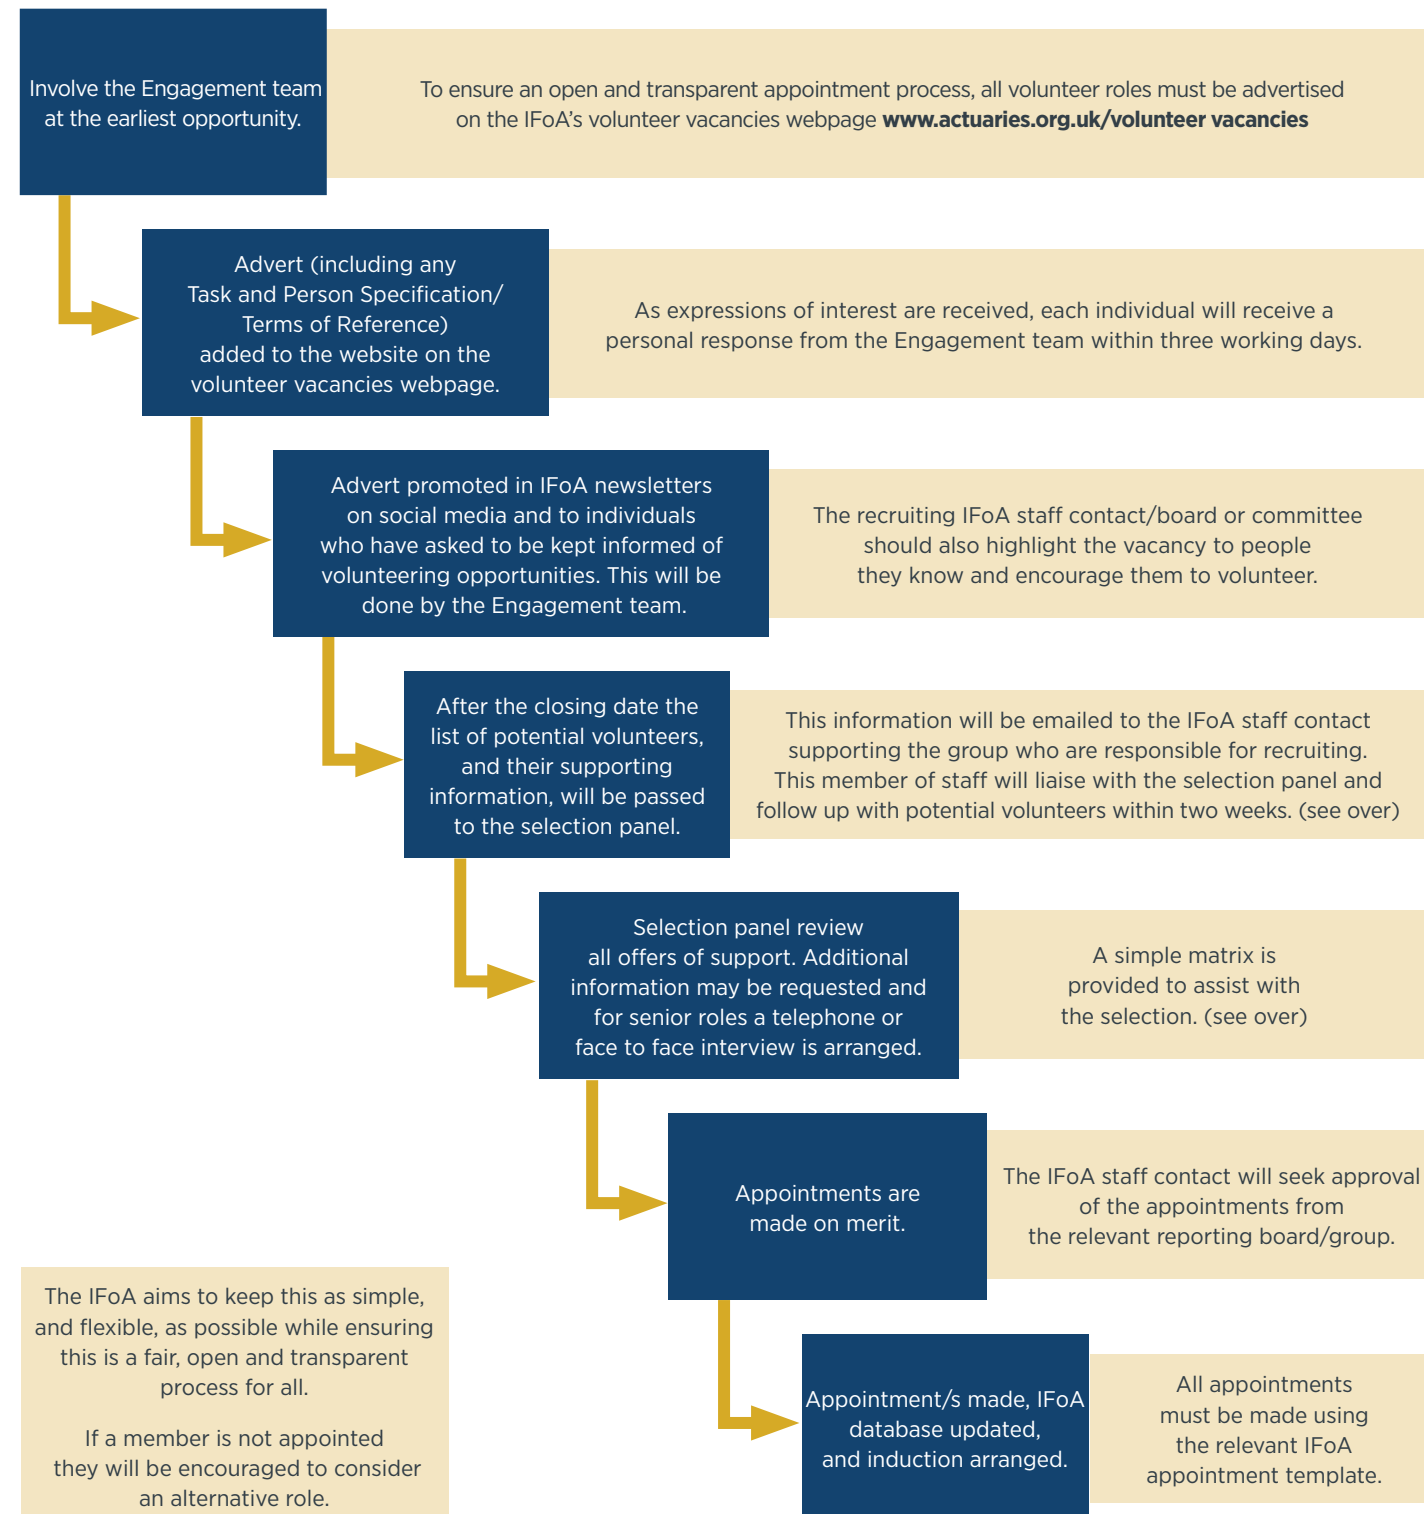 Involve the Engagement team
at the earliest opportunity.
To ensure an open and transparent appointment process, all volunteer roles must be advertised
on the IFoA's volunteer vacancies webpage www.actuaries.org.uk/volunteer vacancies
Advert (including any
Task and Person Specification/
Terms of Reference)
added to the website on the
volunteer vacancies webpage.
As expressions of interest are received, each individual will receive a
personal response from the Engagement team within three working days.
Advert promoted in IFoA newsletters
on social media and to individuals
who have asked to be kept informed of
volunteering opportunities. This will be
done by the Engagement team.
The recruiting IFoA staff contact/board or committee
should also highlight the vacancy to people
they know and encourage them to volunteer.
After the closing date the
list of potential volunteers,
and their supporting
information, will be passed
to the selection panel.
This information will be emailed to the IFoA staff contact
supporting the group who are responsible for recruiting.
This member of staff will liaise with the selection panel and
follow up with potential volunteers within two weeks. (see over)
Selection panel review
all offers of support. Additional
information may be requested and
for senior roles a telephone or
face to face interview is arranged.
A simple matrix is
provided to assist with
the selection. (see over)
Appointments are
made on merit.
The IFoA staff contact will seek approval
of the appointments from
the relevant reporting board/group.
Appointment/s made, IFoA
database updated,
and induction arranged.
All appointments
must be made using
the relevant IFoA
appointment template.
The IFoA aims to keep this as simple,
and flexible, as possible while ensuring
this is a fair, open and transparent
process for all.
If a member is not appointed
they will be encouraged to consider
an alternative role.